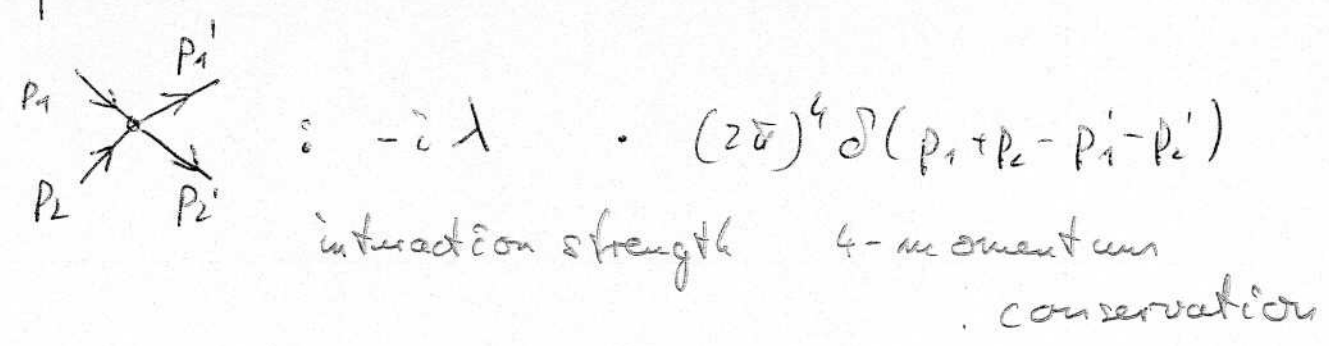 p₁ p₁'
: -iλ · (2π)⁴ δ(p₁+p₂-p₁'-p₂')
p₂ p₂'
interaction strength 4-momentum
conservation